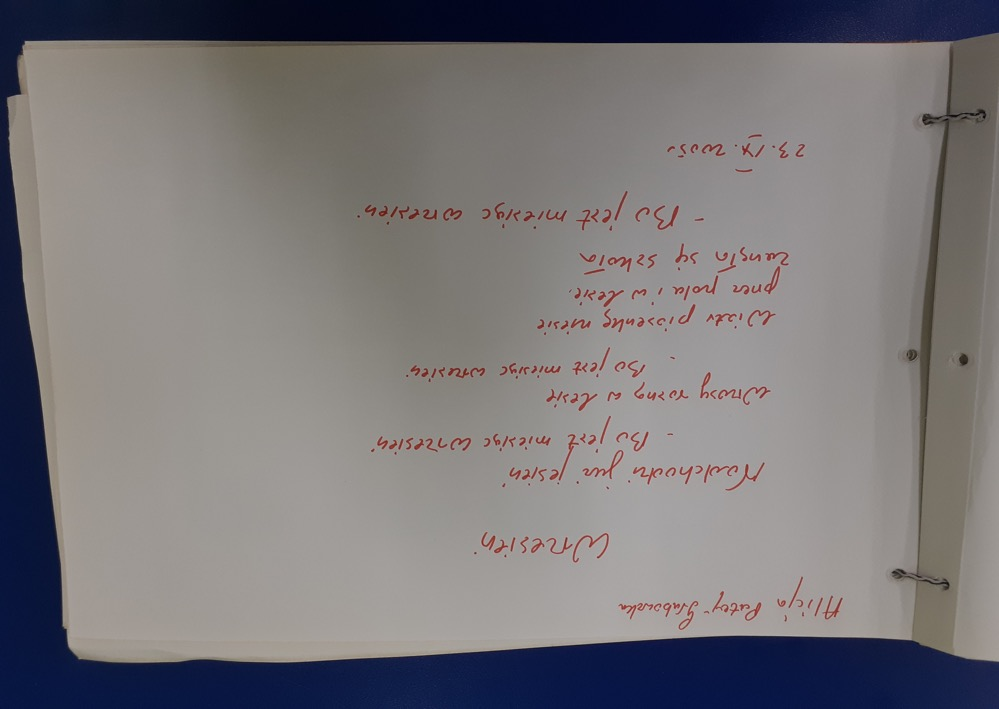 Alicja Patey-Grabowska
Wrzesień
Nadchodzi już jesień
- Bo jest miesiąc wrzesień
Wrzosy rosną w lesie
- Bo jest miesiąc wrzesień
Wiatr piosenkę niesie
przez pola i w lesie.
zaczęła się szkoła
- Bo jest miesiąc wrzesień
23. IX. 2005r